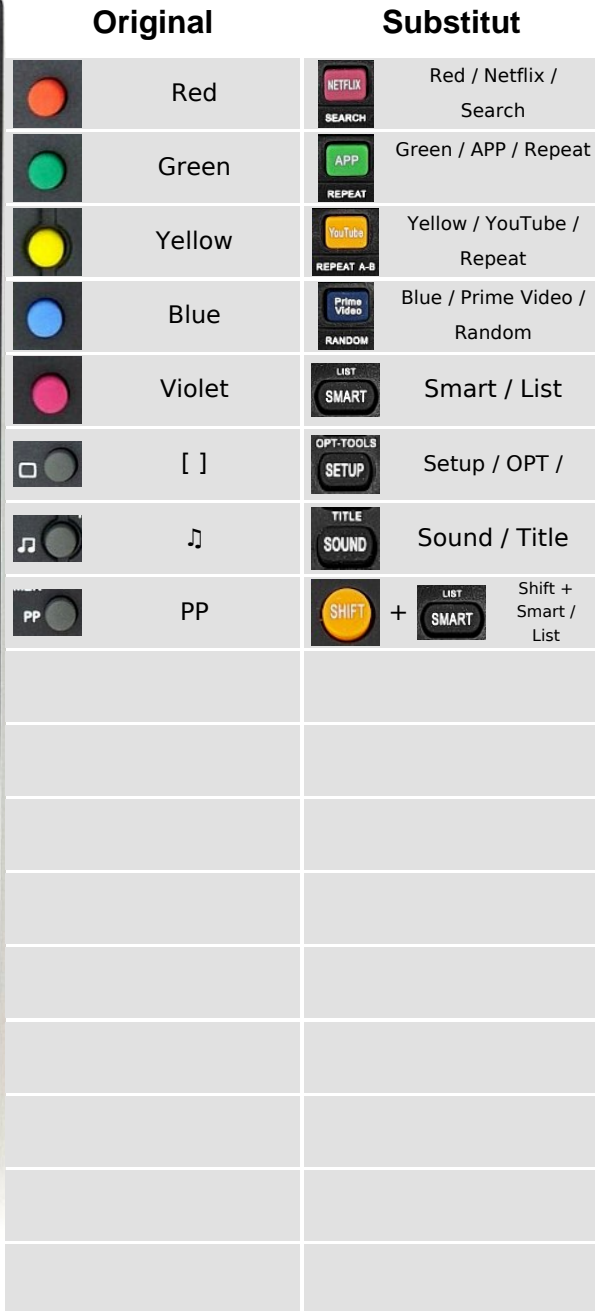 Original Substitut
Red
NETFLIX
SEARCH
Red / Netflix /
Search
Green
APP
REPEAT
Green / APP / Repeat
Yellow
YouTube
REPEAT A-B
Yellow / YouTube /
Repeat
Blue
Prime
Video
RANDOM
Blue / Prime Video /
Random
Violet
LIST
SMART
Smart / List
[ ]
OPT-TOOLS
SETUP
Setup / OPT /
♫
TITLE
SOUND
Sound / Title
PP
PP
SHIFT
+
LIST
SMART
Shift +
Smart /
List